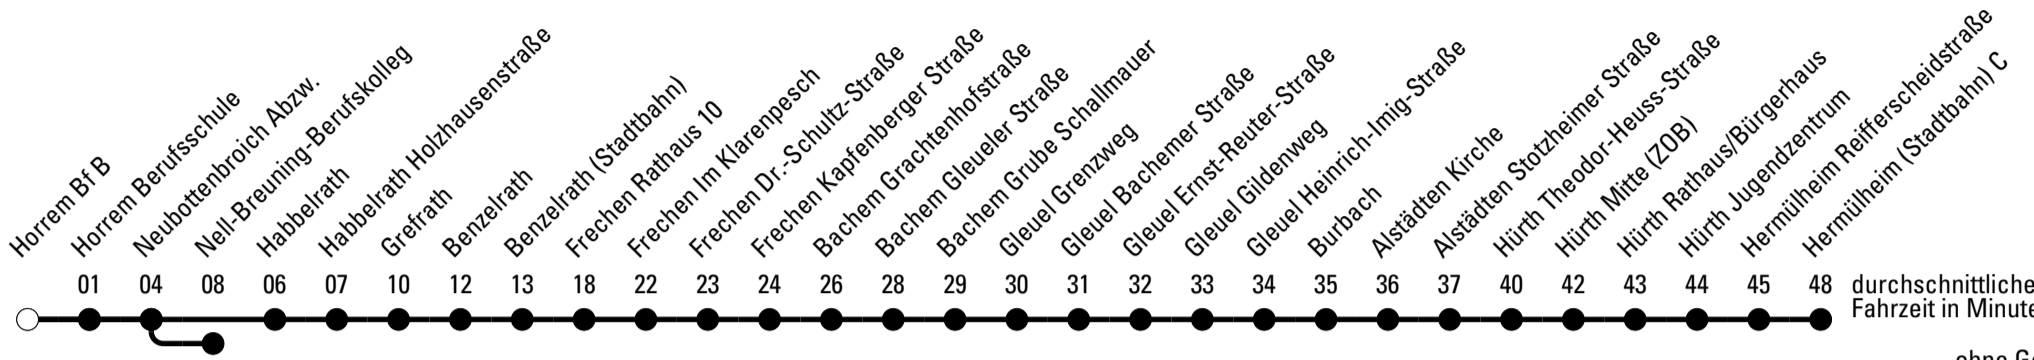 Horrem Bf B
Horrem Berufsschule
Neubottenbroich Abzw.
Nell-Breuning-Berufskolleg
Habbelrath
Habbelrath Holzhausenstraße
Grefrath
Benzelrath
Benzelrath (Stadtbahn)
Frechen Rathaus 10
Frechen Im Klarenpesch
Frechen Dr.-Schultz-Straße
Frechen Kapfenberger Straße
Bachem Grachtenhofstraße
Bachem Gleueler Straße
Bachem Grube Schallmauer
Gleuel Grenzweg
Gleuel Bachemer Straße
Gleuel Ernst-Reuter-Straße
Gleuel Gildenweg
Gleuel Heinrich-Imig-Straße
Burbach
Alstädten Kirche
Alstädten Stotzheimer Straße
Hürth Theodor-Heuss-Straße
Hürth Mitte (ZOB)
Hürth Rathaus/Bürgerhaus
Hürth Jugendzentrum
Hermülheim Reifferscheidstraße
Hermülheim (Stadtbahn) C
01 04 08 06 07 10 12 13 18 22 23 24 26 28 29 30 31 32 33 34 35 36 37 40 42 43 44 45 48 durchschnittliche
Fahrzeit in Minute